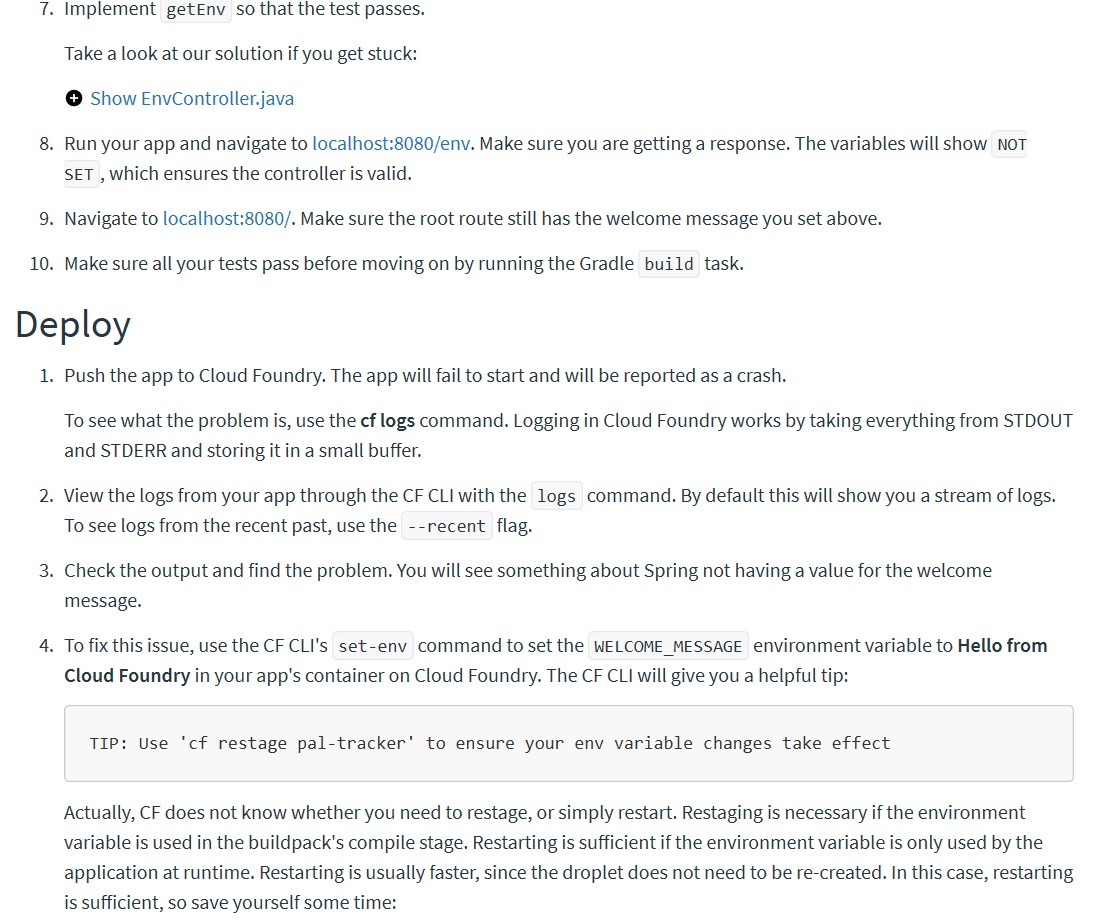 7. Implement getEnv so that the test passes.
Take a look at our solution if you get stuck:
Show EnvController.java
8. Run your app and navigate to localhost:8080/env. Make sure you are getting a response. The variables will show NOT
SET, which ensures the controller is valid.
9. Navigate to localhost:8080/. Make sure the root route still has the welcome message you set above.
10. Make sure all your tests pass before moving on by running the Gradle build task.
Deploy
1. Push the app to Cloud Foundry. The app will fail to start and will be reported as a crash.
To see what the problem is, use the cf logs command. Logging in Cloud Foundry works by taking everything from STDOUT
and STDERR and storing it in a small buffer.
2. View the logs from your app through the CF CLI with the logs command. By default this will show you a stream of logs.
To see logs from the recent past, use the --recent flag.
3. Check the output and find the problem. You will see something about Spring not having a value for the welcome
message.
4. To fix this issue, use the CF CLI's set-env command to set the WELCOME_MESSAGE environment variable to Hello from
Cloud Foundry in your app's container on Cloud Foundry. The CF CLI will give you a helpful tip:
TIP: Use 'cf restage pal-tracker' to ensure your env variable changes take effect
Actually, CF does not know whether you need to restage, or simply restart. Restaging is necessary if the environment
variable is used in the buildpack's compile stage. Restarting is sufficient if the environment variable is only used by the
application at runtime. Restarting is usually faster, since the droplet does not need to be re-created. In this case, restarting
is sufficient, so save yourself some time: